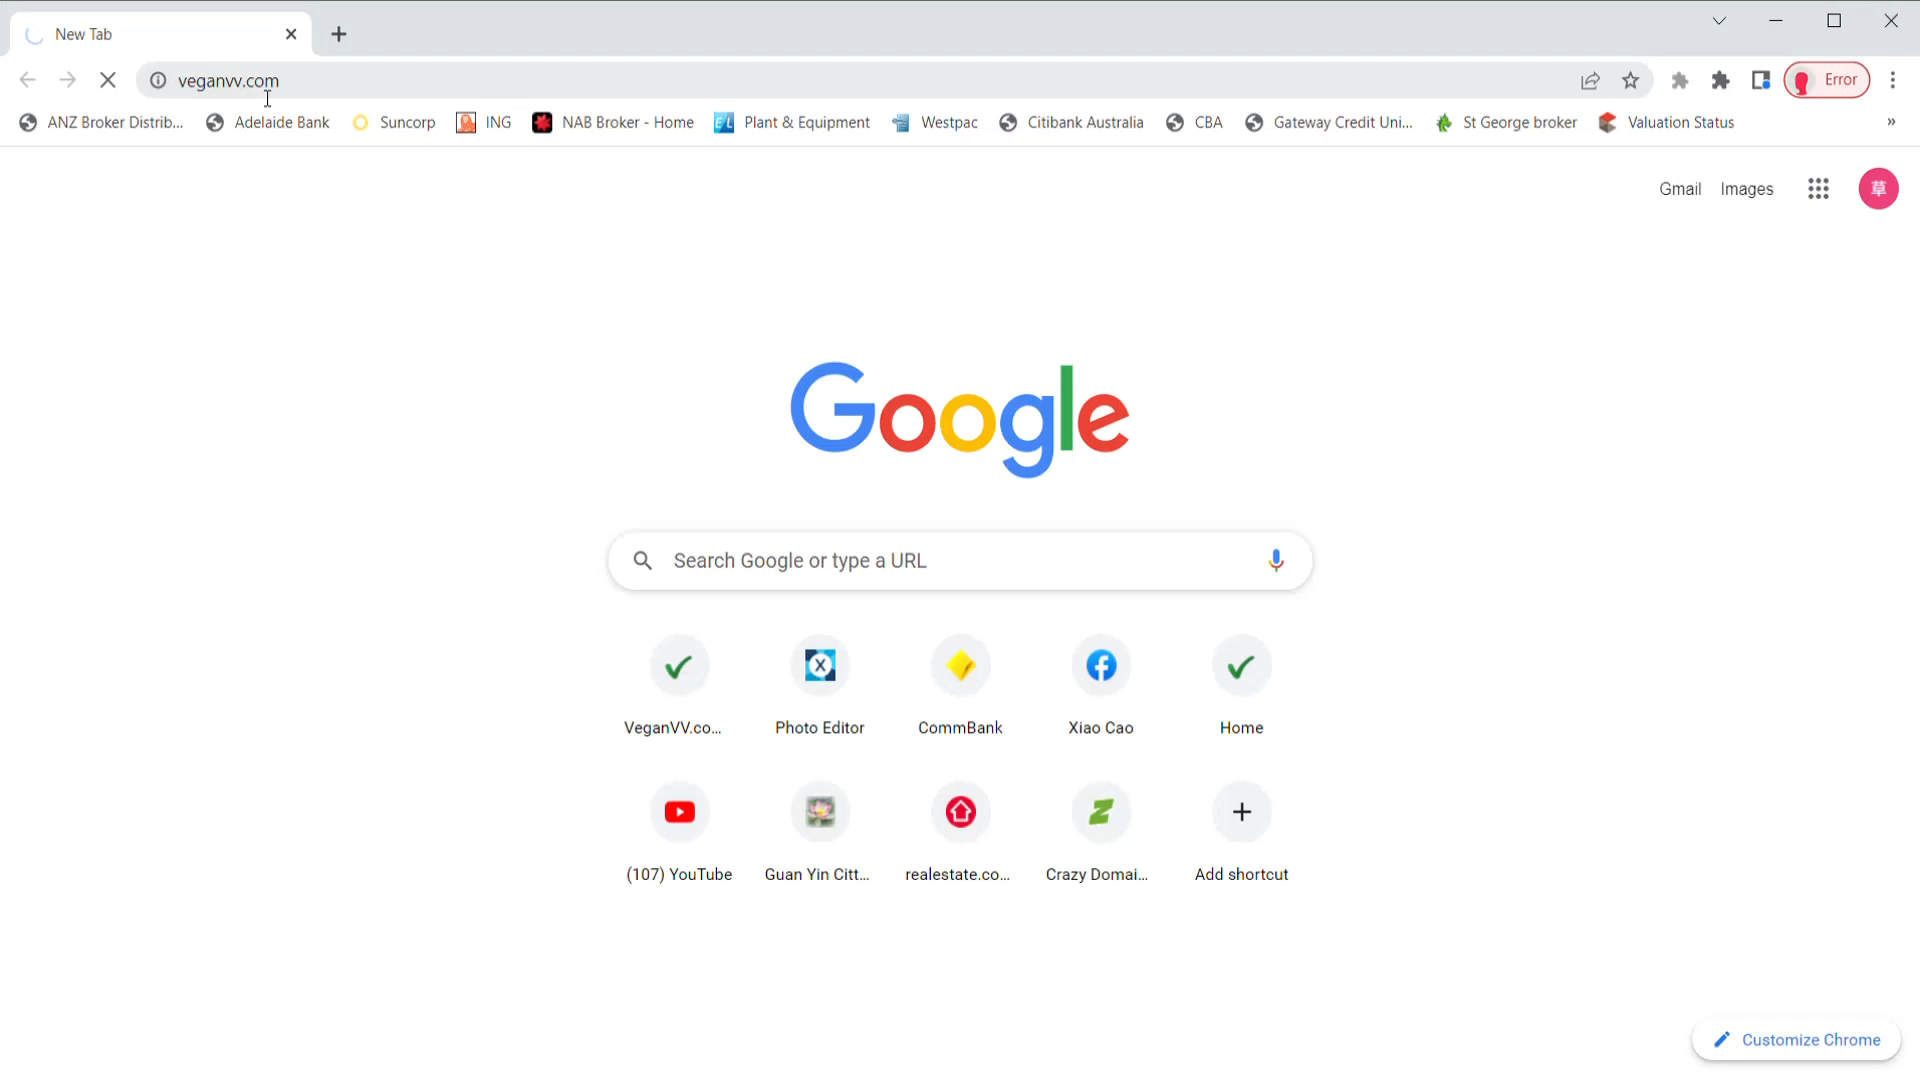 New Tab
veganvv.com
Error
ANZ Broker Distrib...
Adelaide Bank
Suncorp
ING
NAB Broker - Home
Plant & Equipment
Westpac
Citibank Australia
CBA
Gateway Credit Uni...
St George broker
Valuation Status
»
Gmail
Images
草
Google
Search Google or type a URL
VeganVV.co...
Photo Editor
CommBank
Xiao Cao
Home
(107) YouTube
Guan Yin Citt...
realestate.co...
Crazy Domai...
Add shortcut
Customize Chrome